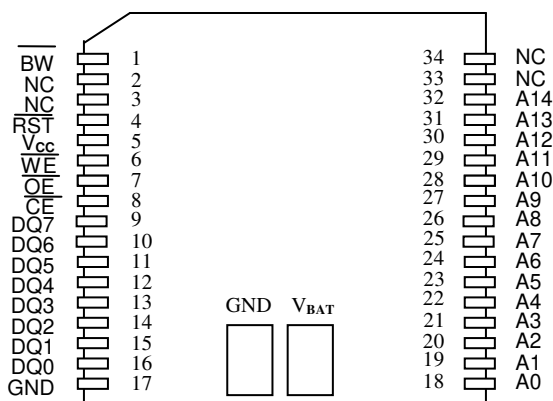 BW 1 34 NC
NC 2 33 NC
NC 3 32 A14
RST 4 31 A13
Vcc 5 30 A12
WE 6 29 A11
OE 7 28 A10
CE 8 27 A9
DQ7 9 26 A8
DQ6 10 25 A7
DQ5 11 24 A6
DQ4 12 23 A5
DQ3 13 22 A4
DQ2 14 21 A3
DQ1 15 20 A2
DQ0 16 19 A1
GND 17 18 A0
GND VBAT